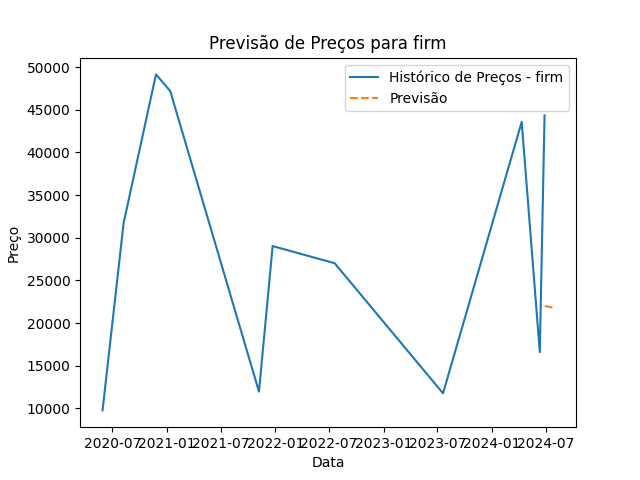 Previsão de Preços para firm
Histórico de Preços - firm
Previsão
Preço
50000
45000
40000
35000
30000
25000
20000
15000
10000
2020-07 2021-01 2021-07 2022-01 2022-07 2023-01 2023-07 2024-01 2024-07
Data